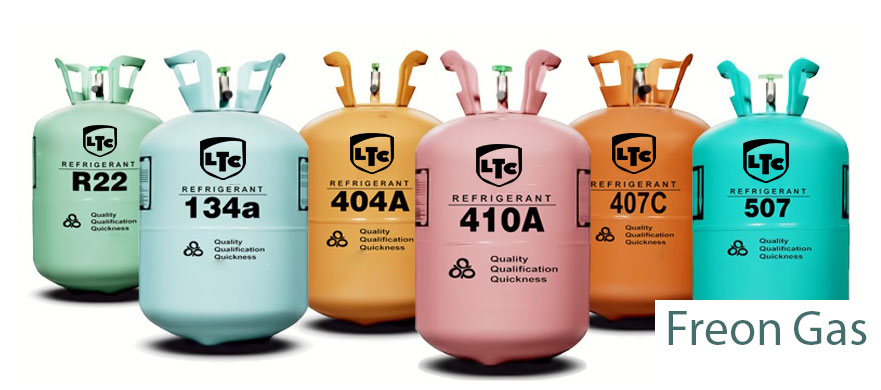 LTC
REFRIGERANT
R22
Quality
Qualification
Quickness
LTC
REFRIGERANT
134a
Quality
Qualification
Quickness
LTC
REFRIGERANT
404A
Quality
Qualification
Quickness
LTC
REFRIGERANT
410A
Quality
Qualification
Quickness
LTC
REFRIGERANT
407C
Quality
Qualification
Quickness
LTC
REFRIGERANT
507
Quality
Qualification
Quickness
Freon Gas